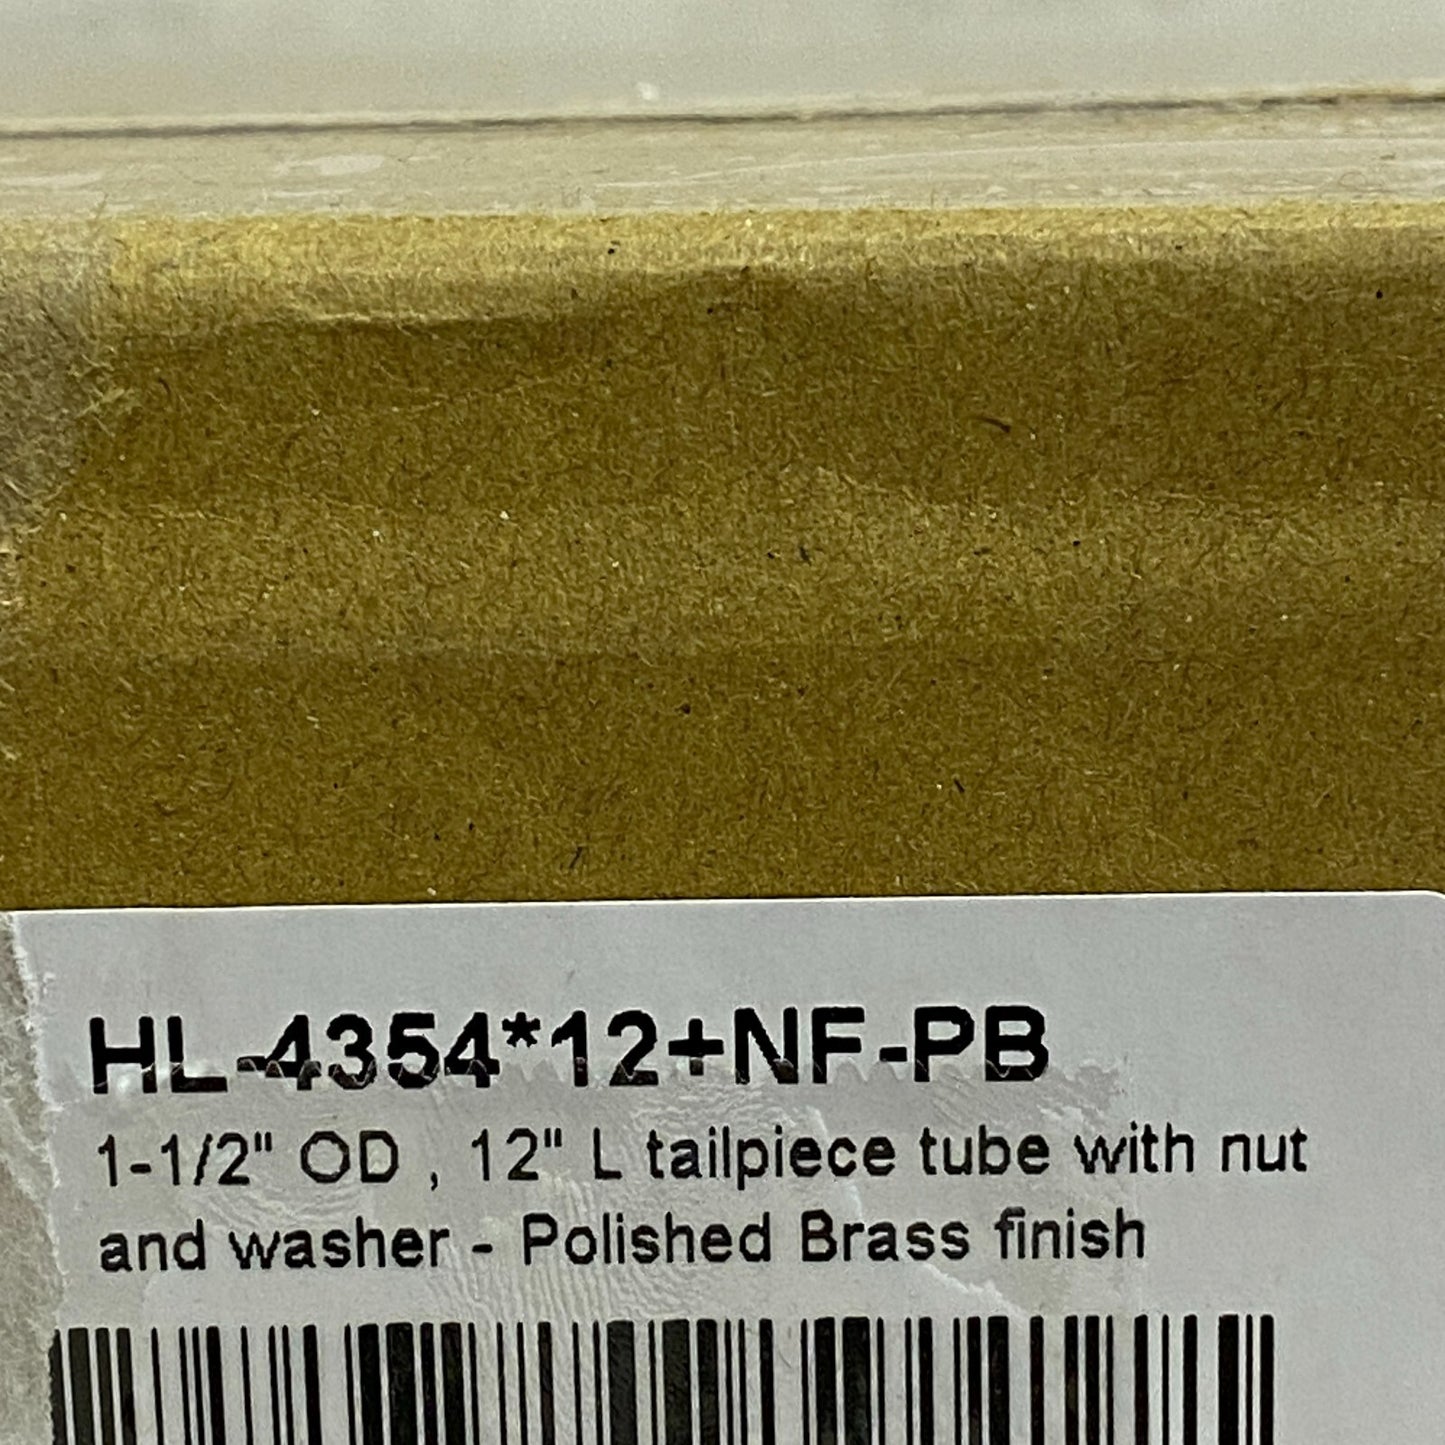 HL-4354*12+NF-PB
1-1/2" OD , 12" L tailpiece tube with nut
and washer - Polished Brass finish